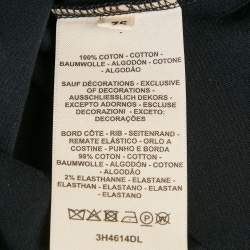 100% COTON - COTTON -
BAUMWOLLE - ALGODÓN - COTONE
- ALGODÃO
SAUF DÉCORATIONS - EXCLUSIVE
OF DECORATIONS -
AUSSCHLIESSLICH DEKORS -
EXCEPTO ADORNOS - ESCLUSI
DECORAZIONI - EXCETO:
DECORAÇÕES
BORD CÔTE - RIB - SEITENRAND -
REMATE ELÁSTICO - ORLO A
COSTINE - PUNHO E BORDA
99% COTON - COTTON -
BAUMWOLLE - ALGODÓN - COTONE
- ALGODÃO
2% ELASTHANNE - ELASTANE -
ELASTHAN - ELASTANO - ELASTAN
- ELASTANO
3H4614DL